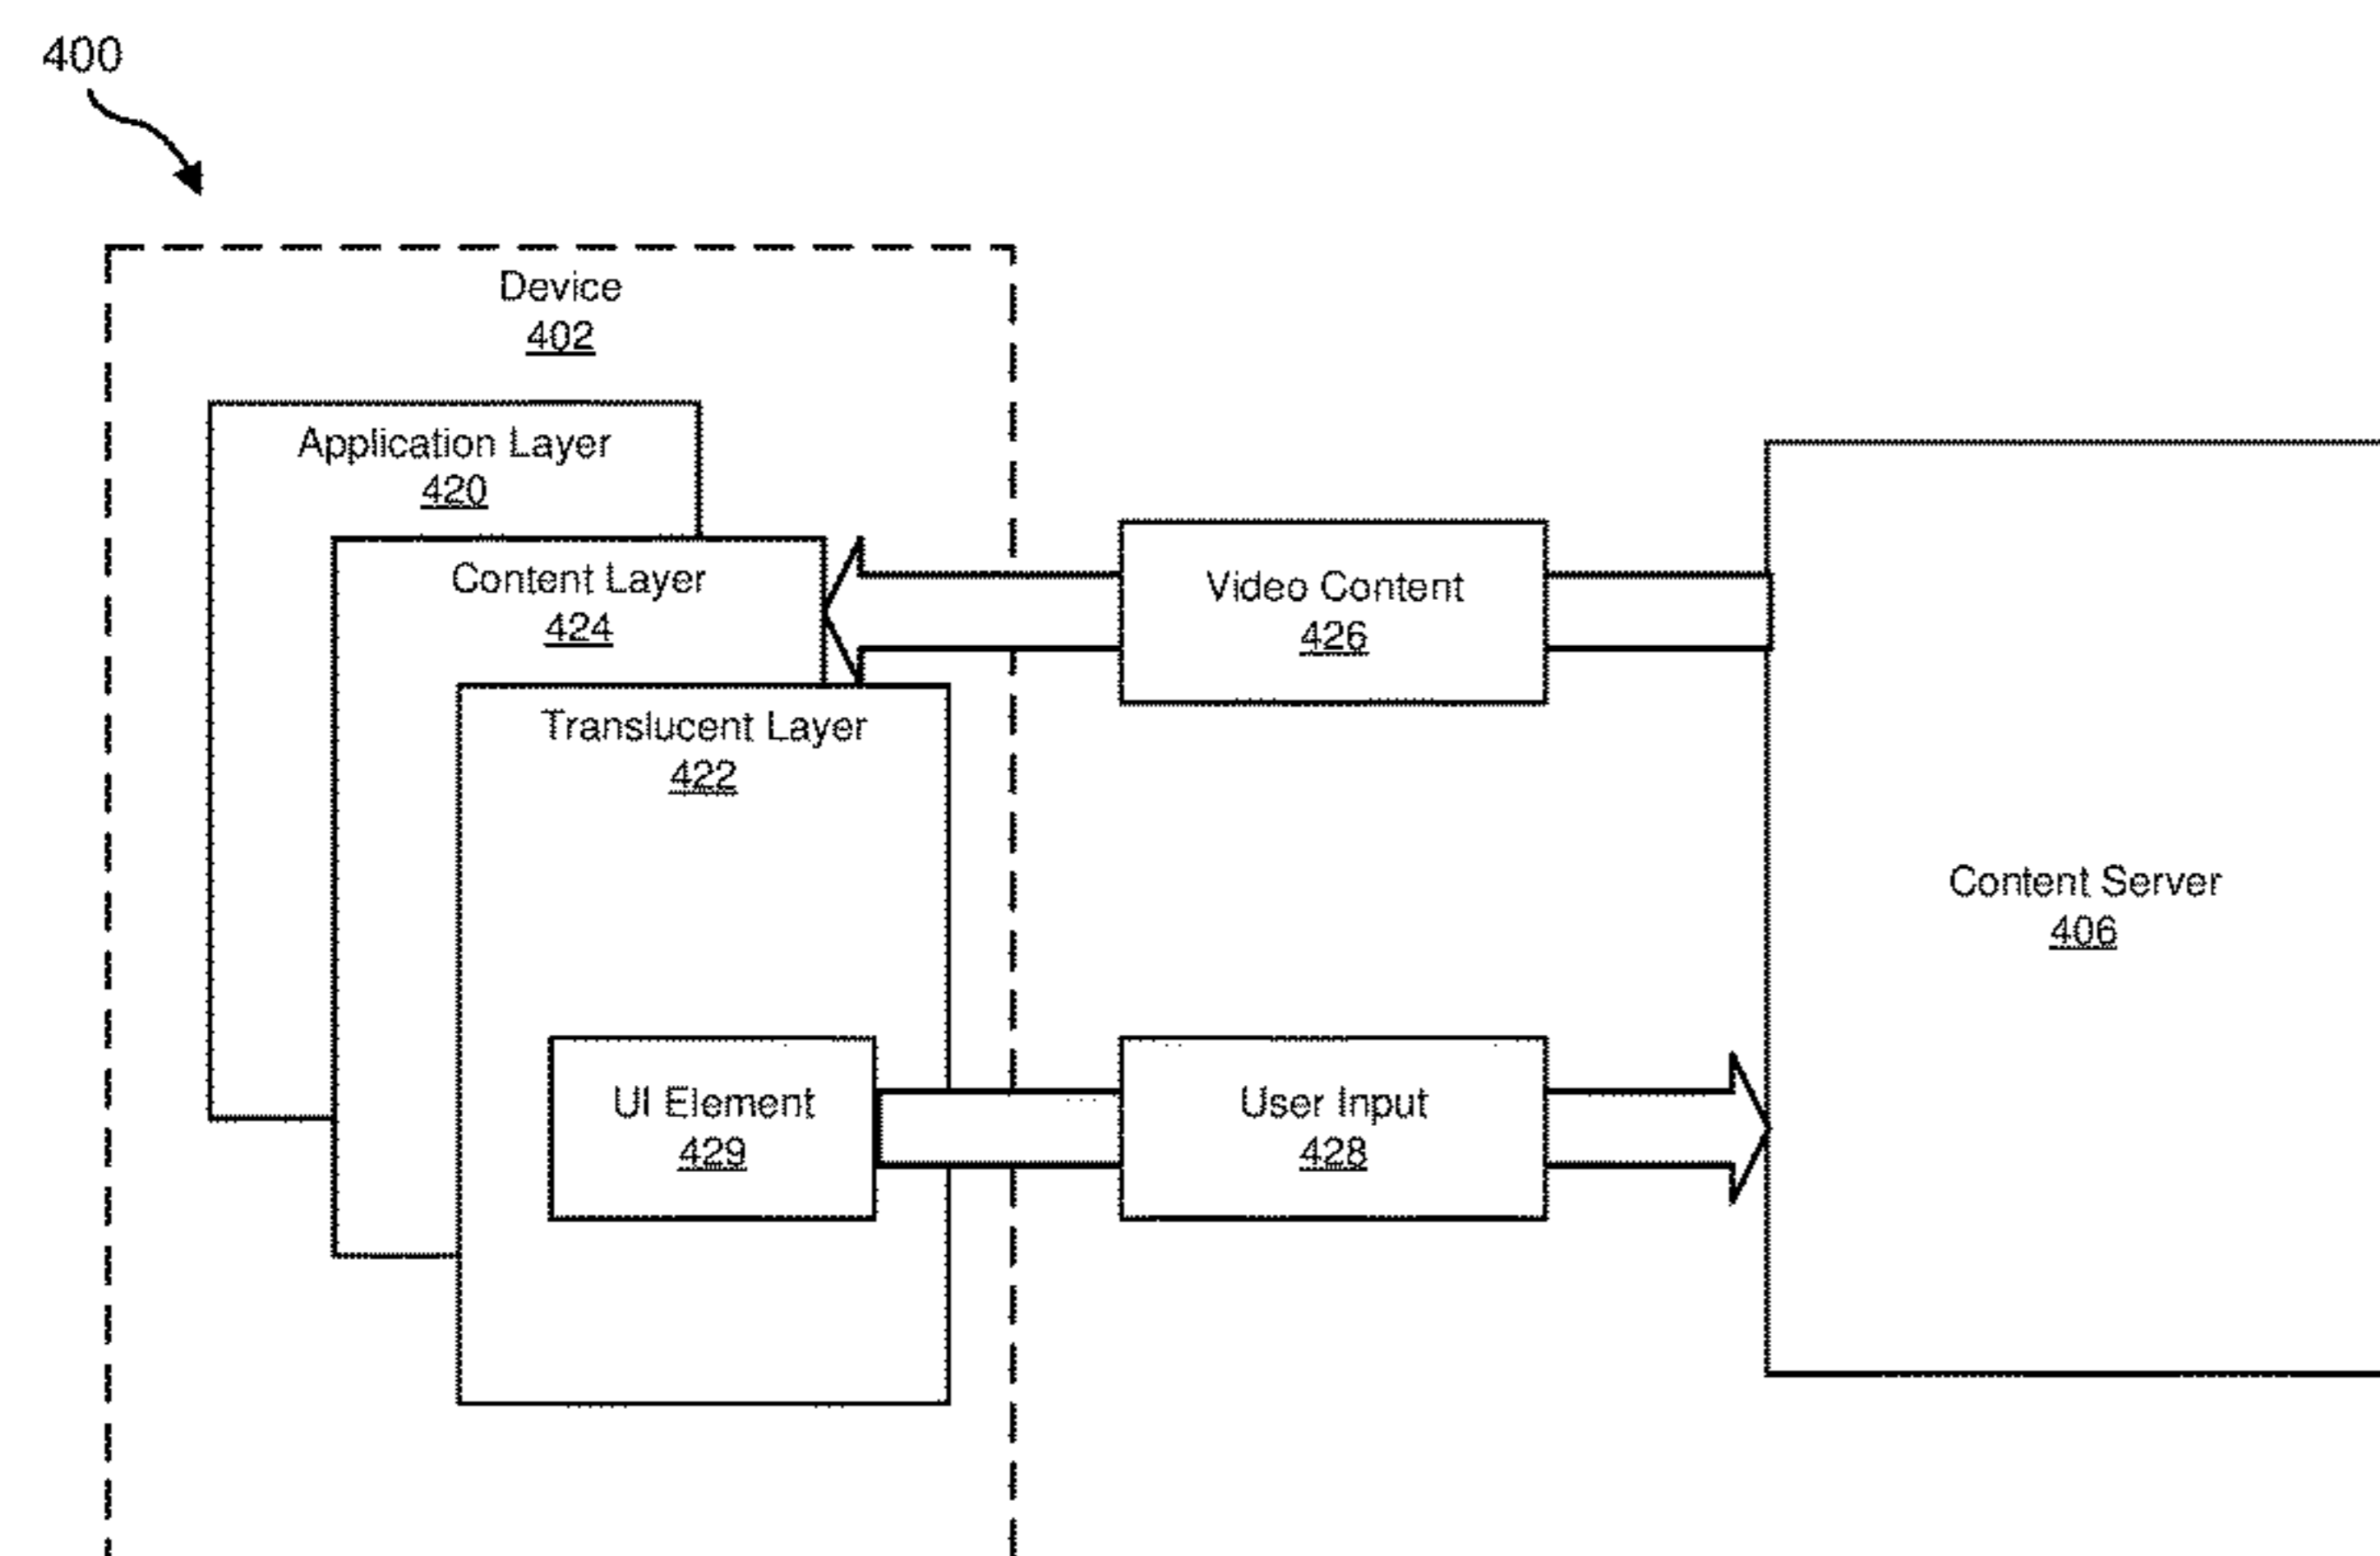 400
Device
402
Application Layer
420
Content Layer
424
Video Content
426
Translucent Layer
422
Content Server
406
UI Element
429
User Input
428